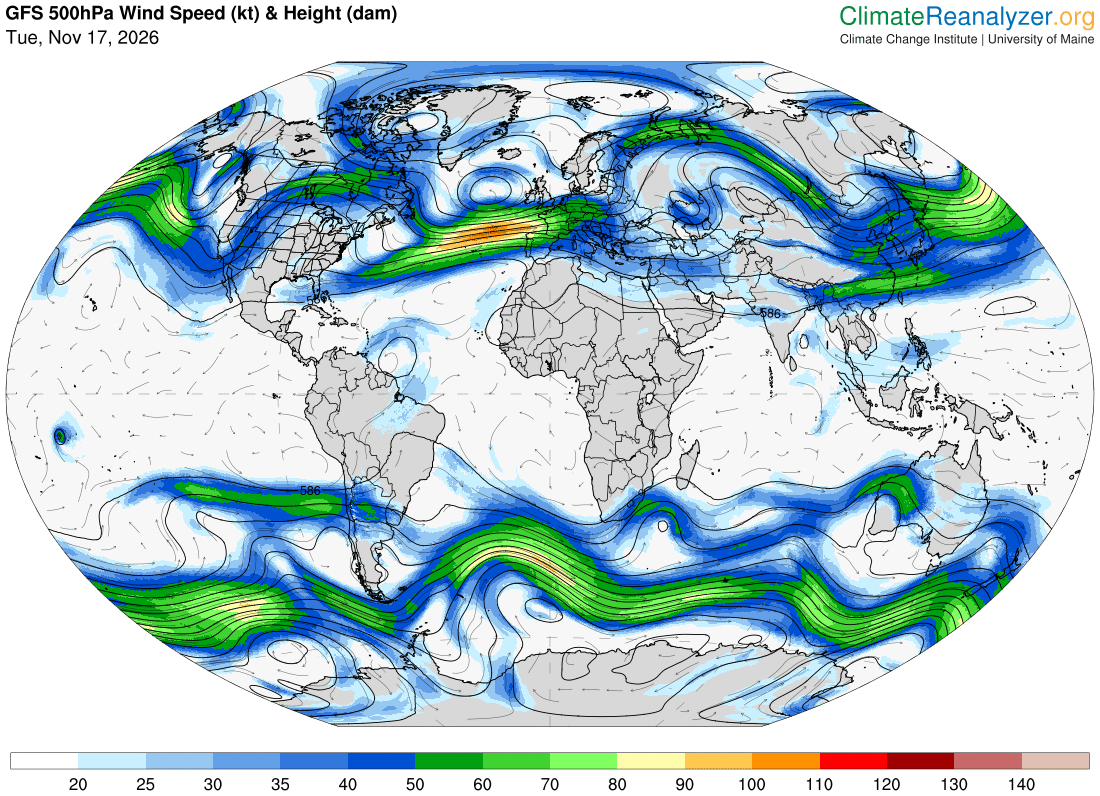 GFS 500hPa Wind Speed (kt) & Height (dam)
Tue, Nov 17, 2026
ClimateReanalyzer.org
Climate Change Institute | University of Maine
586
586
20 25 30 35 40 50 60 70 80 90 100 110 120 130 140